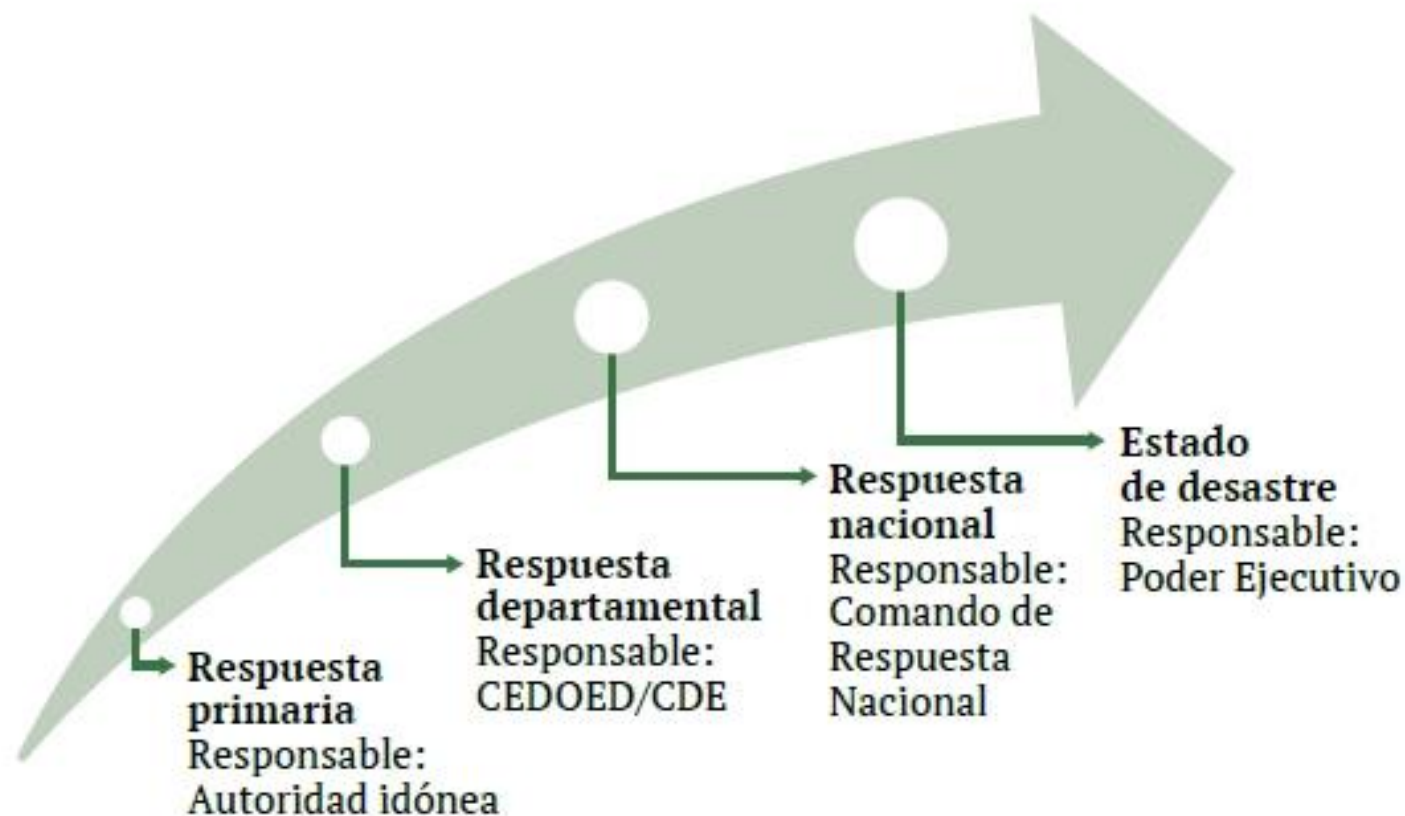 Respuesta
primaria
Responsable:
Autoridad idónea
Respuesta
departamental
Responsable:
CEDOED/CDE
Respuesta
nacional
Responsable:
Comando de
Respuesta
Nacional
Estado
de desastre
Responsable:
Poder Ejecutivo